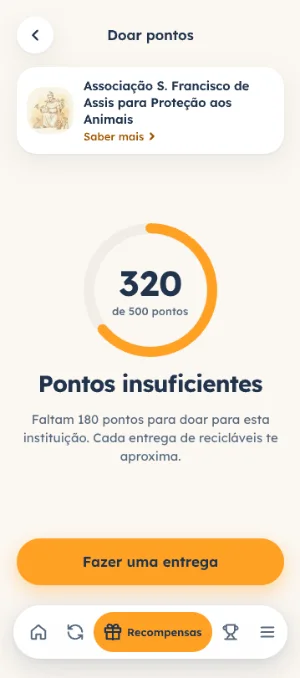 Doar pontos
Associação S. Francisco de
Assis para Proteção aos
Animais
Saber mais
320
de 500 pontos
Pontos insuficientes
Faltam 180 pontos para doar para esta
instituição. Cada entrega de recicláveis te
aproxima.
Fazer uma entrega
Recompensas